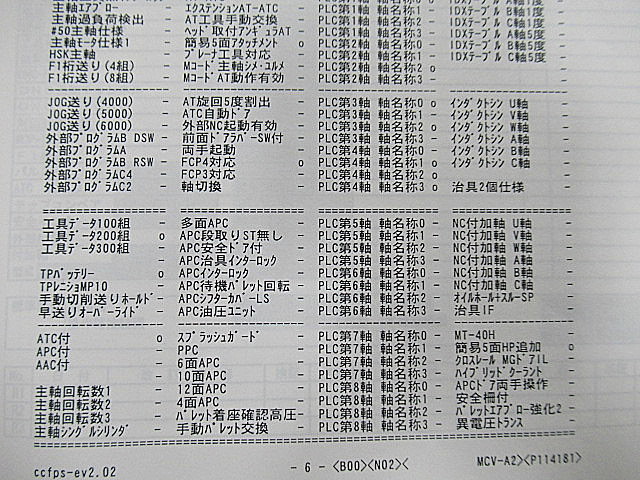 主軸エアブロー - エクステンションAT-ATC - PLC第1軸 軸名称3 - IDXテーブル A軸1度 -
主軸過負荷検出 - AT工具手動交換 - PLC第2軸 軸名称0 - IDXテーブル B軸1度 -
#50主軸仕様 - ヘッド取付アンギュラAT - PLC第2軸 軸名称1 - IDXテーブル C軸1度 -
主軸モータ仕様1 - 簡易5面アタッチメント o PLC第2軸 軸名称2 - IDXテーブル A軸5度 -
HSK主軸 - プレーナ工具対応 - PLC第2軸 軸名称3
F1桁送り(4組) - Mコード主軸シメ・ユルメ - PLC第2軸 軸名称2 o
F1桁送り(8組) - MコードAT動作有効 - PLC第2軸 軸名称3 -
JOG送り(4000) - AT旋回5度割出 - PLC第3軸 軸名称0 o インダクトシン U軸 -
JOG送り(5000) - ATC自動ドア - PLC第3軸 軸名称1 - インダクトシン V軸 -
JOG送り(6000) - 外部NC起動有効 - PLC第3軸 軸名称2 o インダクトシン W軸 -
外部プログラムB DSW - 前面ドアラバーSW付 - PLC第3軸 軸名称3 - インダクトシン A軸 -
外部プログラムA - 両手起動 - PLC第4軸 軸名称0 - インダクトシン B軸 -
外部プログラムB RSW - FCP4対応 o PLC第4軸 軸名称1 o インダクトシン C軸 -
外部プログラムC4 - FCP3対応 - PLC第4軸 軸名称2 o
外部プログラムC2 - 軸切換 - PLC第4軸 軸名称3 o 治具2個仕様 -
工具データ100組 - 多面APC - PLC第5軸 軸名称0 - NC付加軸 U軸 -
工具データ200組 o APC段取りST無し - PLC第5軸 軸名称1 - NC付加軸 V軸 -
工具データ300組 - APC安全ドア付 - PLC第5軸 軸名称2 - NC付加軸 W軸 -
- APC治具インターロック - PLC第5軸 軸名称3 - NC付加軸 A軸 -
TPバッテリー o APCインターロック - PLC第6軸 軸名称0 - NC付加軸 B軸 -
TPレニショMP10 - APC待機パレット回転 - PLC第6軸 軸名称1 - NC付加軸 C軸 -
手動切削送りホールド - APCシフターカバーLS - PLC第6軸 軸名称2 - オイルホール+スルーSP -
早送りオーバーライド - APC油圧ユニット - PLC第6軸 軸名称3 - 治具IF -
ATC付 o スプラッシュガード - PLC第7軸 軸名称0 - MT-40H -
APC付 - PPC - PLC第7軸 軸名称1 - 簡易5面HP追加 o
AAC付 - 6面APC - PLC第7軸 軸名称2 - クロスレール MGドアIL -
- 10面APC - PLC第7軸 軸名称3 - ハイブリッドクーラント -
主軸回転数1 - 12面APC - PLC第8軸 軸名称0 - APCドア両手操作 -
主軸回転数2 - 4面APC - PLC第8軸 軸名称1 - 安全柵付 -
主軸回転数3 - パレット着座確認高圧 - PLC第8軸 軸名称2 - パレットエアブロー強化2 -
主軸シングルシリンダ - 手動パレット交換 - PLC第8軸 軸名称3 - 異電圧トランス -
ccfps-ev2.02 - 6 - <B00><N02>< MCV-A2><P114181>